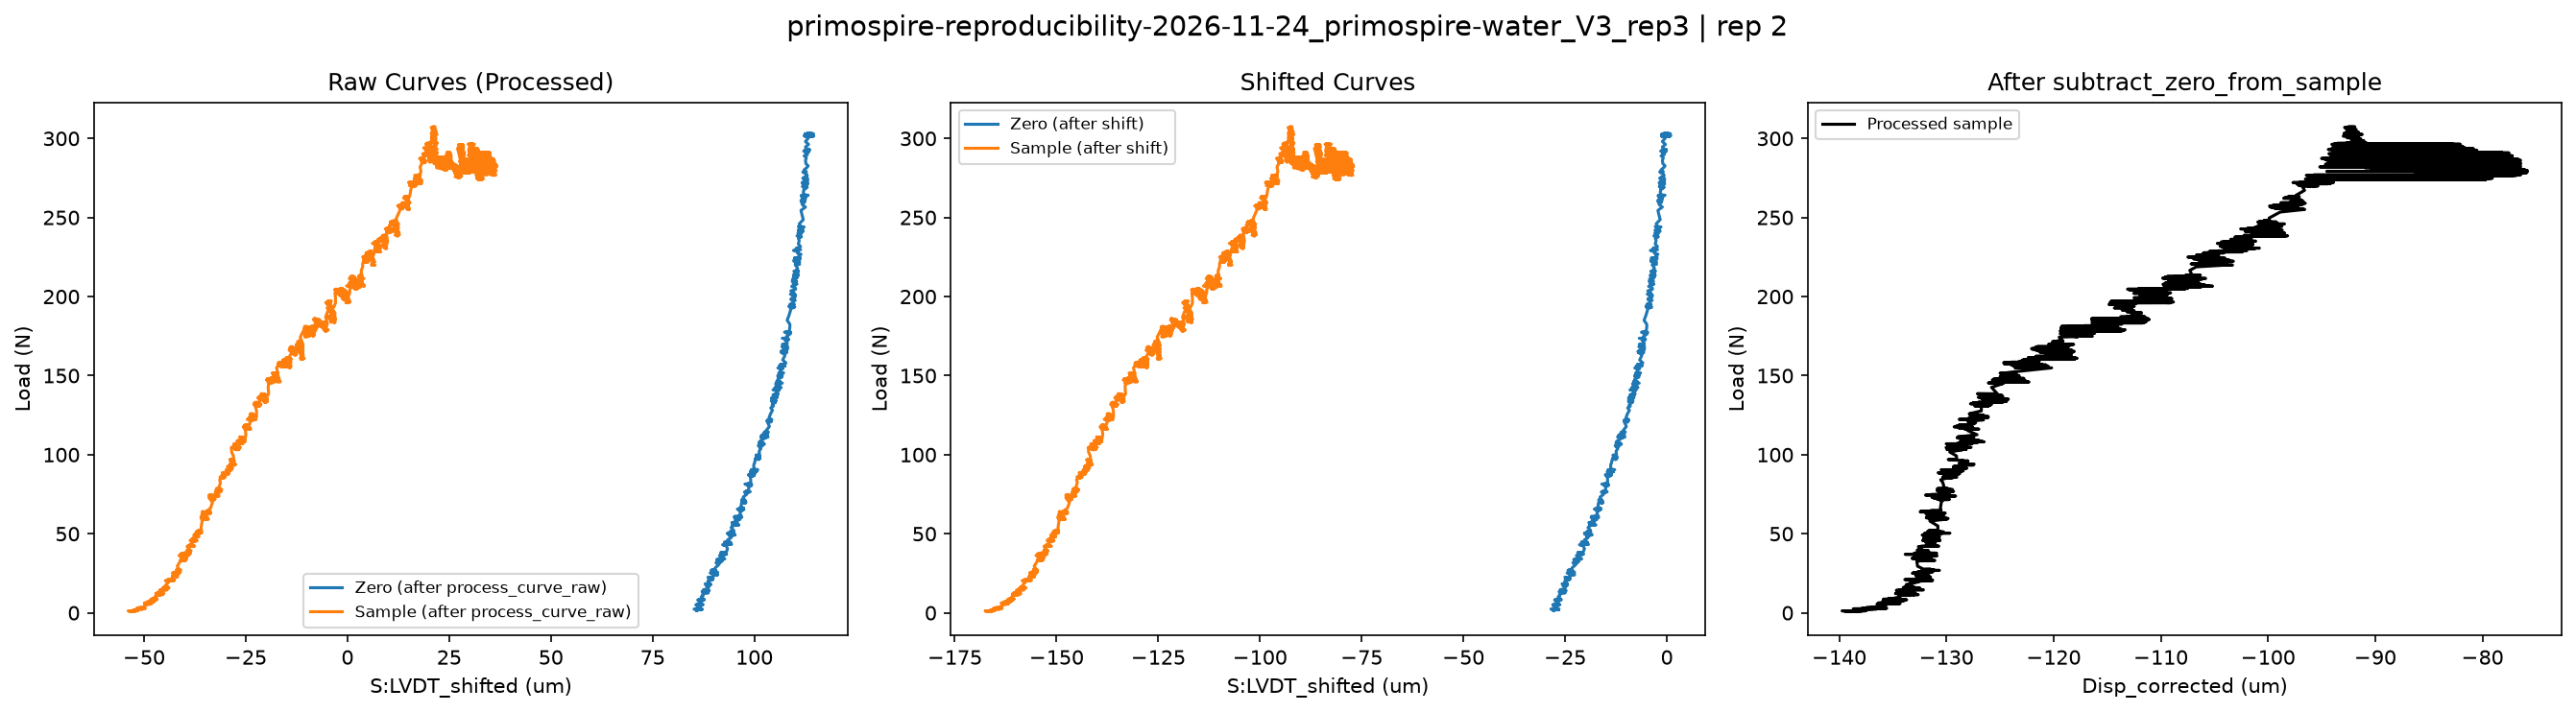 primospire-reproducibility-2026-11-24_primospire-water_V3_rep3 | rep 2
Raw Curves (Processed)
Load (N)
300
250
200
150
100
50
0
Zero (after process_curve_raw)
Sample (after process_curve_raw)
−50 −25 0 25 50 75 100
S:LVDT_shifted (um)
Shifted Curves
Zero (after shift)
Sample (after shift)
Load (N)
300
250
200
150
100
50
0
−175 −150 −125 −100 −75 −50 −25 0
S:LVDT_shifted (um)
After subtract_zero_from_sample
Processed sample
Load (N)
300
250
200
150
100
50
0
−140 −130 −120 −110 −100 −90 −80
Disp_corrected (um)